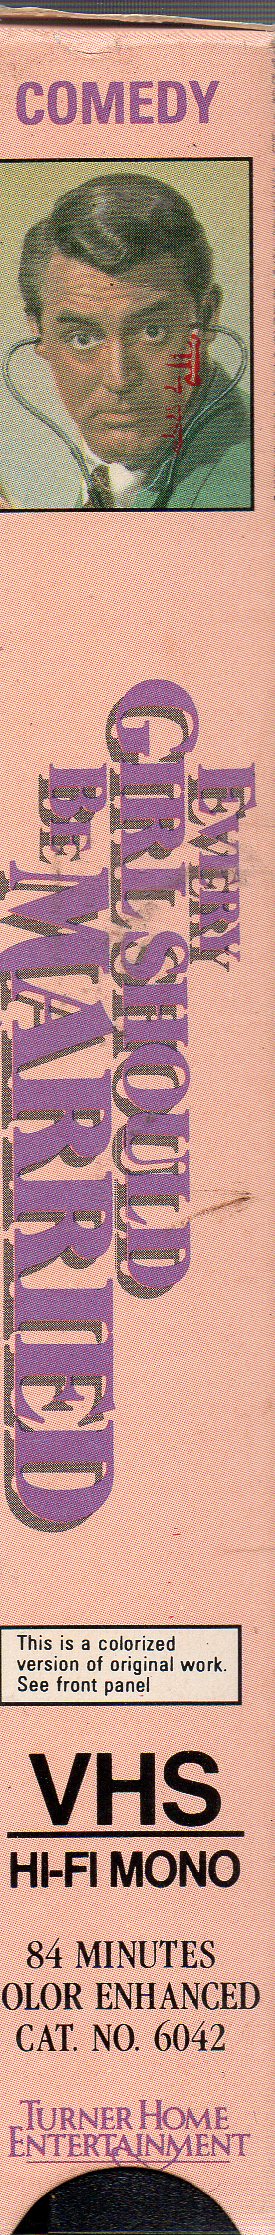 COMEDY
EVERY
GIRL SHOULD
BE MARRIED
This is a colorized
version of original work.
See front panel
VHS
HI-FI MONO
84 MINUTES
OLOR ENHANCED
CAT. NO. 6042
TURNER HOME
ENTERTAINMENT